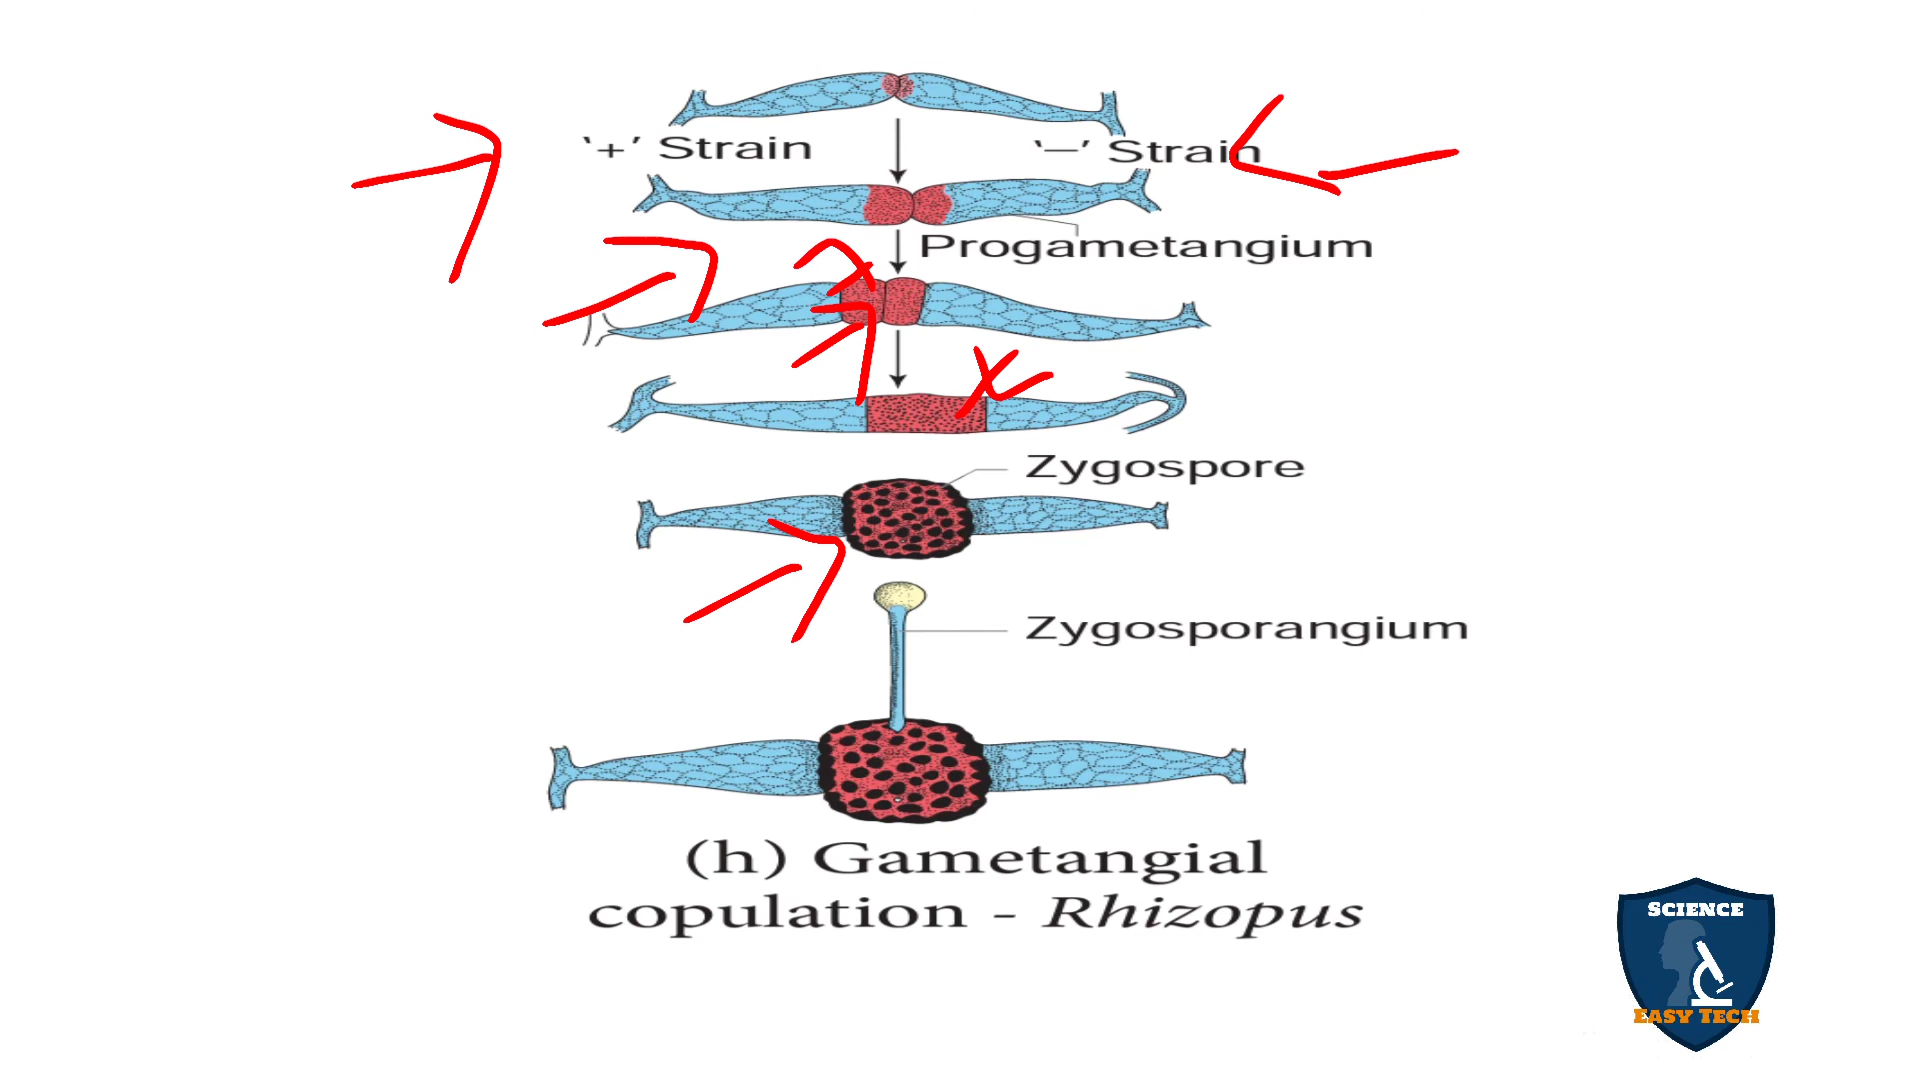 ‘+’ Strain
‘—’ Strain
Progametangium
Zygospore
Zygosporangium
(h) Gametangial
copulation - Rhizopus
SCIENCE
EASY TECH